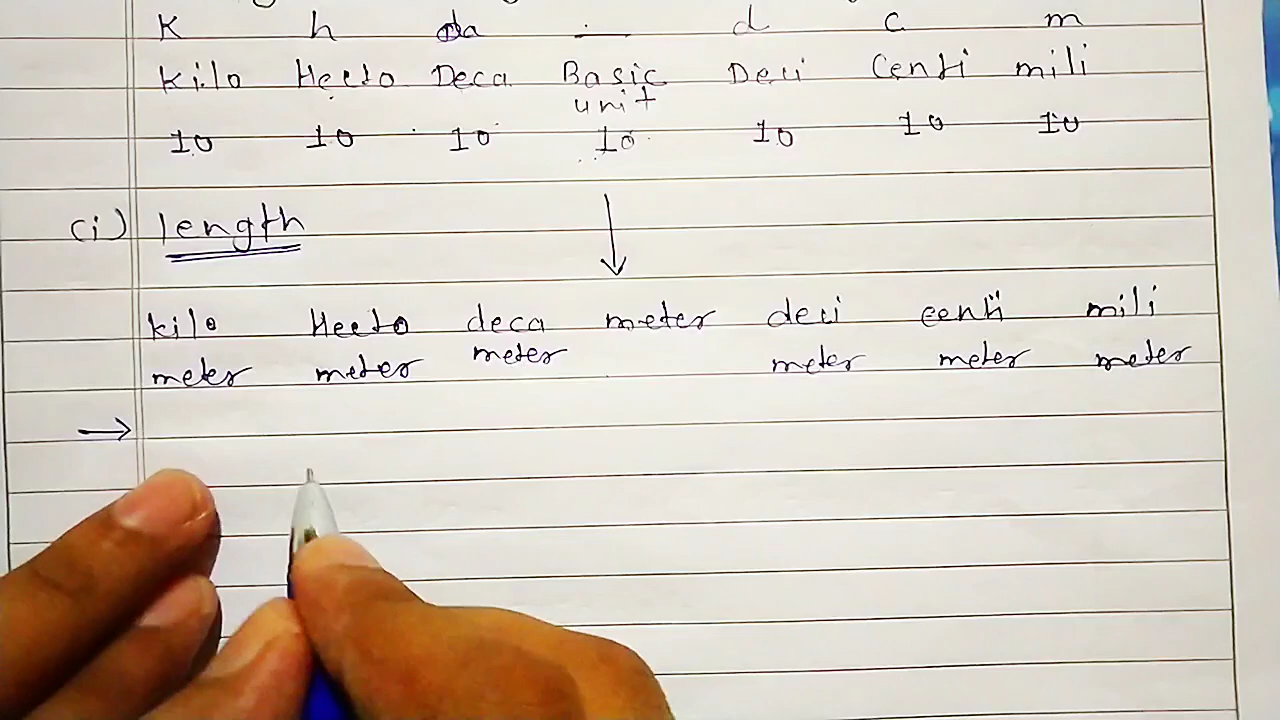 K h da — d c m
Kilo Hecto Deca Basic Deci Centi mili
unit
10 10 10 10 10 10 10
(i) length
kilo Hecto deca meter deci centi mili
meter meter meter meter meter meter